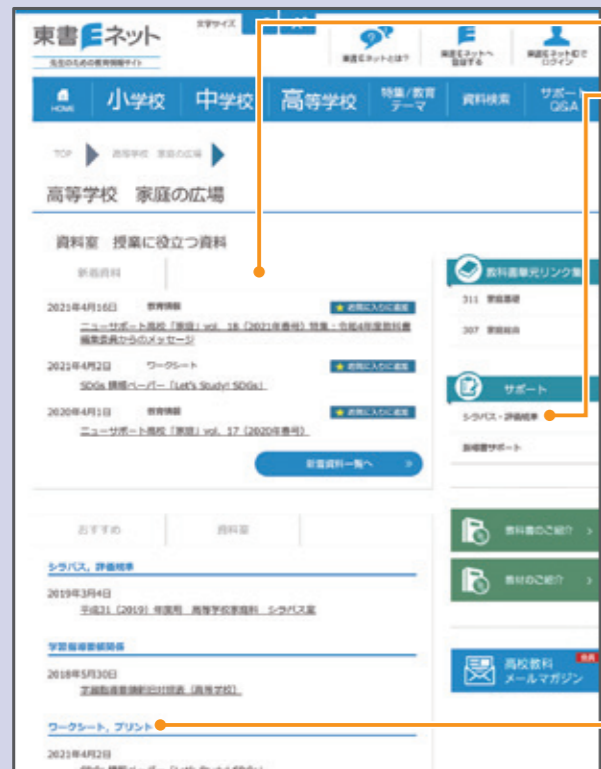 東書Eネット
先生のための教育情報サイト
文字サイズ
東書Eネットとは?
東書Eネットへ
登録する
東書EネットIDで
ログイン
HOME
小学校
中学校
高等学校
特集/教育
テーマ
資料検索
サポート
Q&A
TOP
高等学校 家庭の広場
高等学校 家庭の広場
資料室 授業に役立つ資料
新着資料
2021年4月16日 教育情報
★ お気に入りに追加
ニューサポート高校「家庭」vol. 18(2021年春号)特集・令和4年度教科書
編集委員からのメッセージ
2021年4月2日 ワークシート
★ お気に入りに追加
SDGs 情報ペーパー「Let's Study! SDGs」
2020年4月1日 教育情報
★ お気に入りに追加
ニューサポート高校「家庭」vol. 17(2020年春号)
新着資料一覧へ
教科書単元リンク集
311 家庭基礎
307 家庭総合
サポート
シラバス・評価規準
指導書サポート
おすすめ
資料室
教科書のご紹介
教材のご紹介
高校教科
メールマガジン
会員
シラバス, 評価規準
2019年3月4日
平成31(2019)年度用 高等学校家庭科 シラバス案
学習指導要領関係
2018年5月30日
学習指導要領新旧対照表(高等学校)
ワークシート, プリント
2021年4月2日